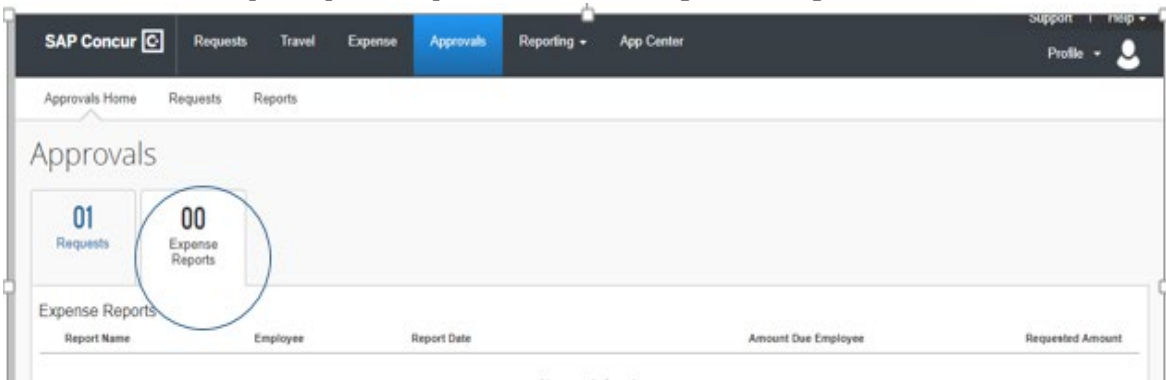 Support | Help
SAP Concur C Requests Travel Expense Approvals Reporting App Center
Profile
Approvals Home Requests Reports
Approvals
01 00
Requests Expense
Reports
Expense Reports
Report Name Employee Report Date Amount Due Employee Requested Amount